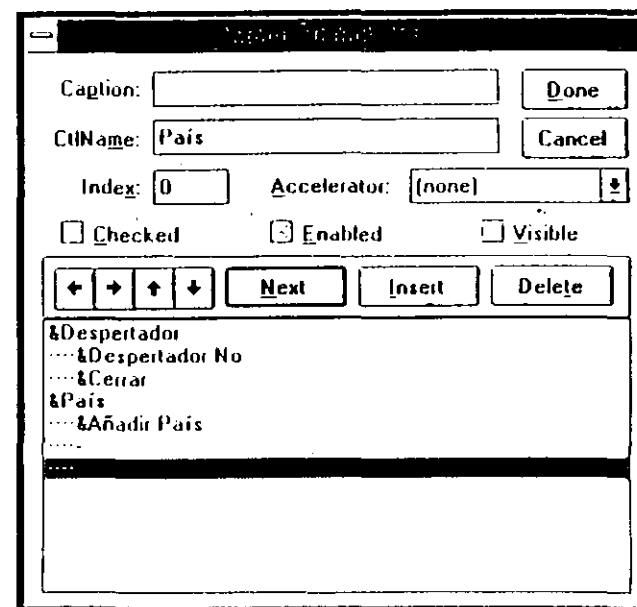 Caption: Done
CtlName: País Cancel
Index: 0 Accelerator: (none)
Checked Enabled Visible
Next Insert Delete
&Despertador
····&Despertador No
····&Cerrar
&País
····&Añadir País
····-
····